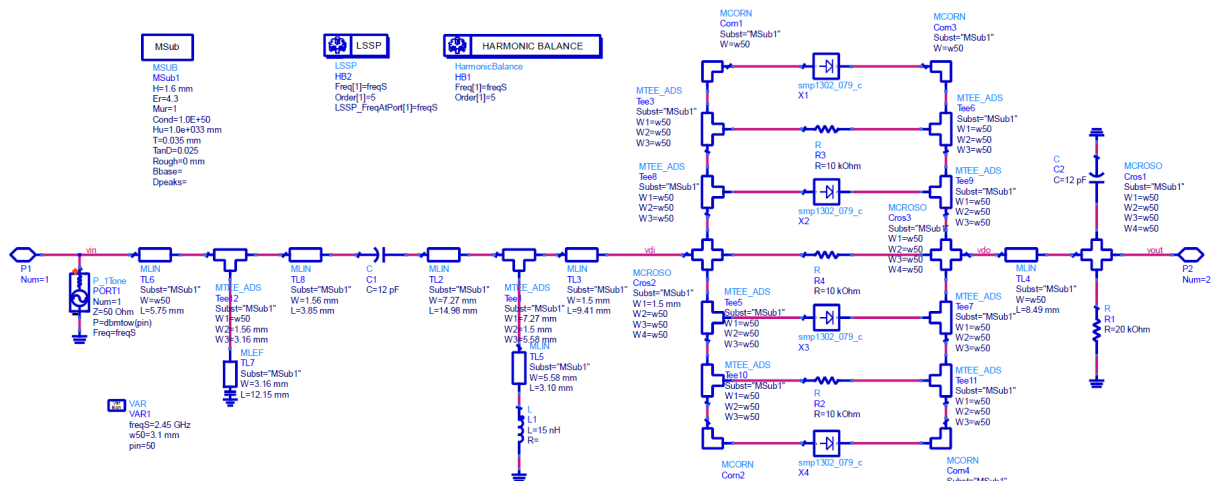 MSub
MSUB
MSub1
H=1.6 mm
Er=4.3
Mur=1
Cond=1.0E+50
Hu=1.0e+033 mm
T=0.035 mm
TanD=0.025
Rough=0 mm
Bbase=
Dpeaks=
LSSP
LSSP
HB2
Freq[1]=freqS
Order[1]=5
LSSP_FreqAtPort[1]=freqS
HARMONIC BALANCE
HarmonicBalance
HB1
Freq[1]=freqS
Order[1]=5
MCORN
Corn1
Subst="MSub1"
W=w50
MCORN
Corn3
Subst="MSub1"
W=w50
smp1302_079_c
X1
MTEE_ADS
Tee3
Subst="MSub1"
W1=w50
W2=w50
W3=w50
R
R3
R=10 kOhm
MTEE_ADS
Tee6
Subst="MSub1"
W1=w50
W2=w50
W3=w50
MTEE_ADS
Tee8
Subst="MSub1"
W1=w50
W2=w50
W3=w50
smp1302_079_c
X2
MTEE_ADS
Tee9
Subst="MSub1"
W1=w50
W2=w50
W3=w50
C
C2
C=12 pF
MCROSO
Cros1
Subst="MSub1"
W1=w50
W2=w50
W3=w50
W4=w50
P1
Num=1
vin
P_1Tone
PORT1
Num=1
Z=50 Ohm
P=dbmtow(pin)
Freq=freqS
MLIN
TL6
Subst="MSub1"
W=w50
L=5.75 mm
MTEE_ADS
Tee12
Subst="MSub1"
W1=w50
W2=1.56 mm
W3=3.16 mm
MLIN
TL8
Subst="MSub1"
W=1.56 mm
L=3.85 mm
C
C1
C=12 pF
MLIN
TL2
Subst="MSub1"
W=7.27 mm
L=14.98 mm
MTEE_ADS
Subst="MSub1"
W1=7.27 mm
W2=1.5 mm
W3=5.58 mm
MLIN
TL3
Subst="MSub1"
W=1.5 mm
L=9.41 mm
vdi
MCROSO
Cros2
Subst="MSub1"
W1=1.5 mm
W2=w50
W3=w50
W4=w50
R
R4
R=10 kOhm
MCROSO
Cros3
Subst="MSub1"
W1=w50
W2=w50
W3=w50
W4=w50
vdo
MLIN
TL4
Subst="MSub1"
W=w50
L=8.49 mm
vout
P2
Num=2
MLEF
TL7
Subst="MSub1"
W=3.16 mm
L=12.15 mm
MLIN
TL5
Subst="MSub1"
W=5.58 mm
L=3.10 mm
L
L1
L=15 nH
R=
MTEE_ADS
Tee5
Subst="MSub1"
W1=w50
W2=w50
W3=w50
smp1302_079_c
X3
MTEE_ADS
Tee7
Subst="MSub1"
W1=w50
W2=w50
W3=w50
R
R1
R=20 kOhm
MTEE_ADS
Tee10
Subst="MSub1"
W1=w50
W2=w50
W3=w50
R
R2
R=10 kOhm
MTEE_ADS
Tee11
Subst="MSub1"
W1=w50
W2=w50
W3=w50
VAR
VAR1
freqS=2.45 GHz
w50=3.1 mm
pin=50
MCORN
Corn2
smp1302_079_c
X4
MCORN
Corn4
Subst="MSub1"